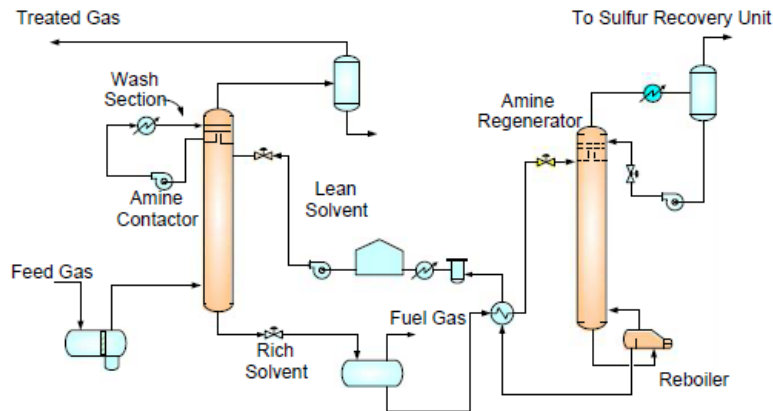 Treated Gas
To Sulfur Recovery Unit
Wash
Section
Amine
Regenerator
Amine
Contactor
Lean
Solvent
Feed Gas
Fuel Gas
Rich
Solvent
Reboiler